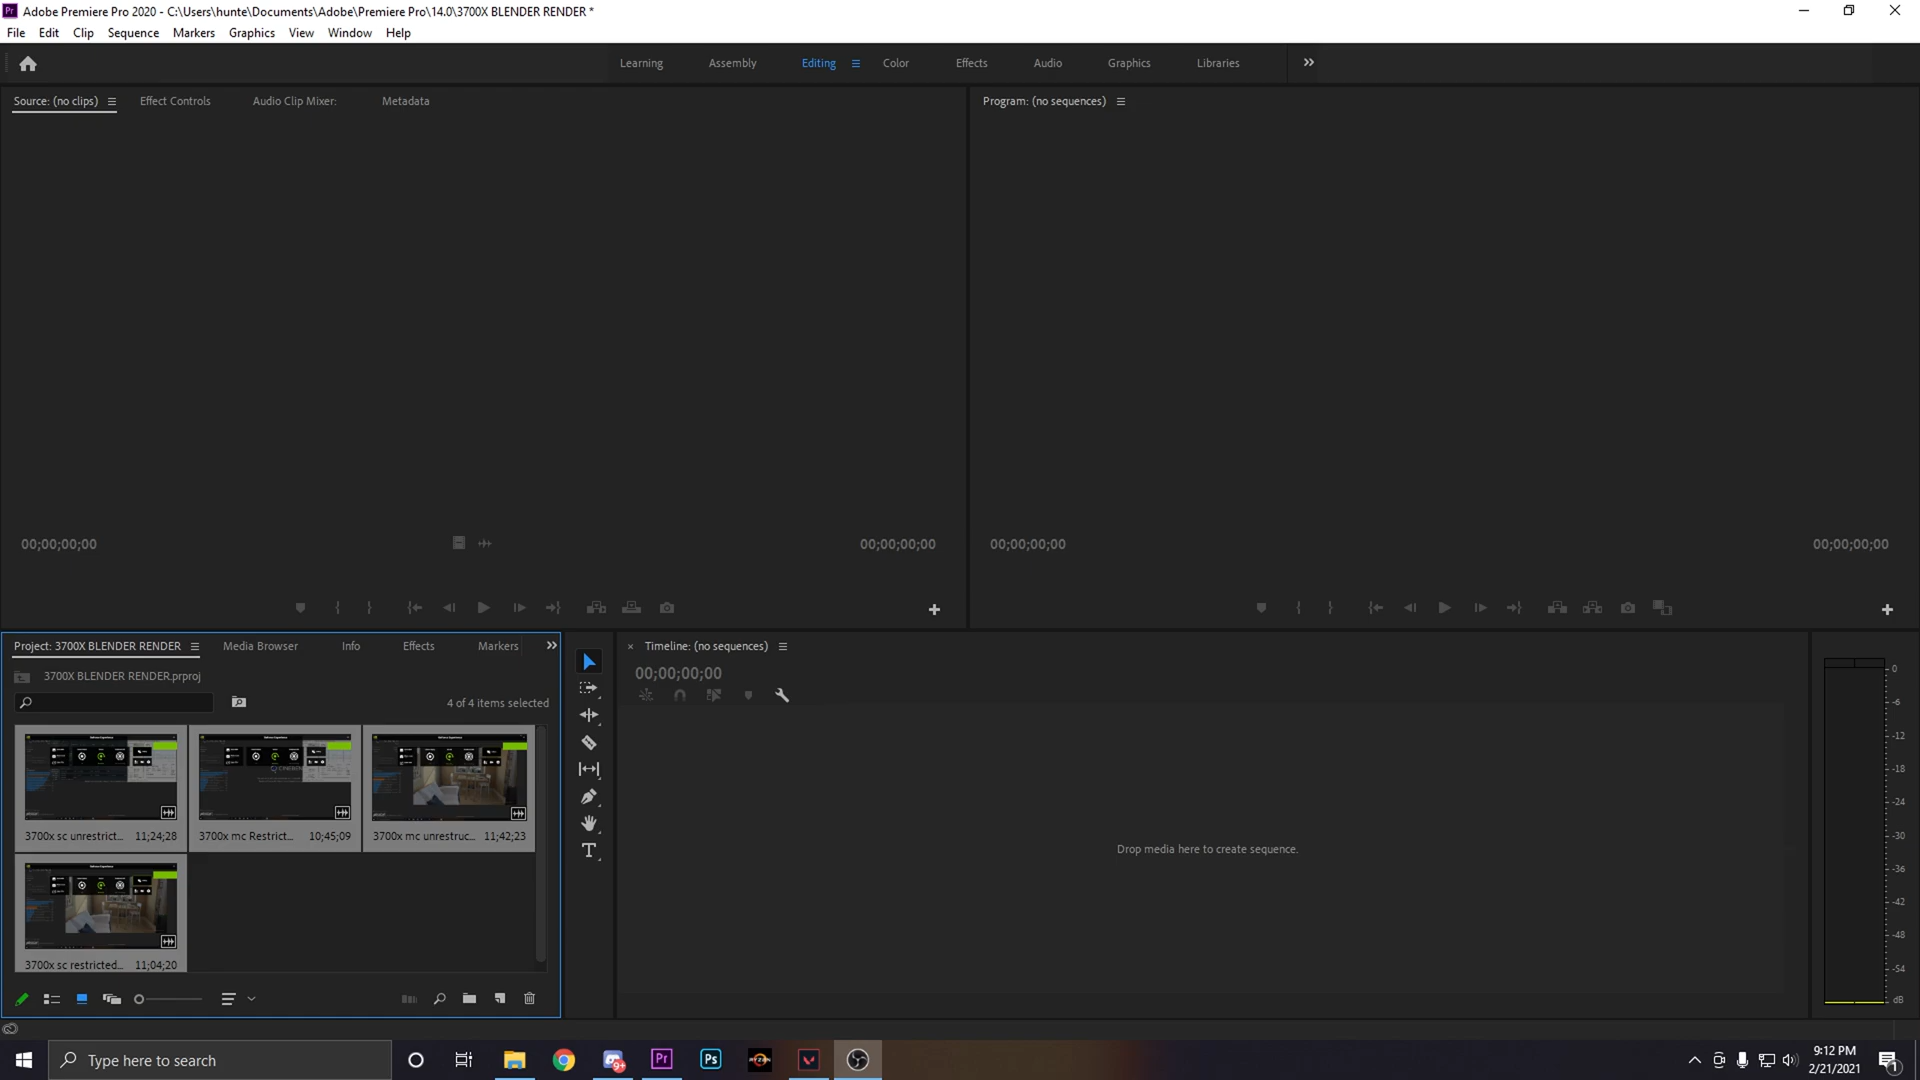 Adobe Premiere Pro 2020 - C:\Users\hunte\Documents\Adobe\Premiere Pro\14.0\3700X BLENDER RENDER *
File Edit Clip Sequence Markers Graphics View Window Help
Learning Assembly Editing Color Effects Audio Graphics Libraries
Source: (no clips) Effect Controls Audio Clip Mixer: Metadata
Program: (no sequences)
00;00;00;00 00;00;00;00
00;00;00;00 00;00;00;00
Project: 3700X BLENDER RENDER Media Browser Info Effects Markers
3700X BLENDER RENDER.prproj
4 of 4 items selected
3700x sc unrestrict... 11;24;28
3700x mc Restrict... 10;45;09
3700x mc unrestruc... 11;42;23
3700x sc restricted... 11;04;20
Timeline: (no sequences)
00;00;00;00
Drop media here to create sequence.
0
-6
-12
-18
-24
-30
-36
-42
-48
-54
dB
Type here to search
Pr
Ps
RYZEN
9+
9:12 PM
2/21/2021
1